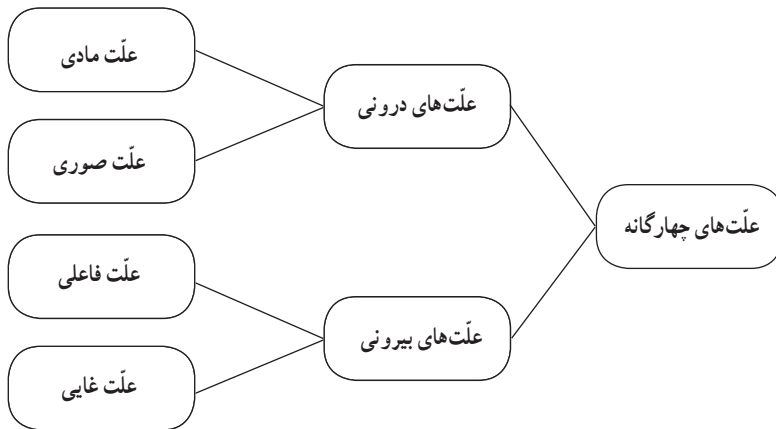 علّت‌های چهارگانه
علّت‌های درونی
علّت مادی
علّت صوری
علّت‌های بیرونی
علّت فاعلی
علّت غایی